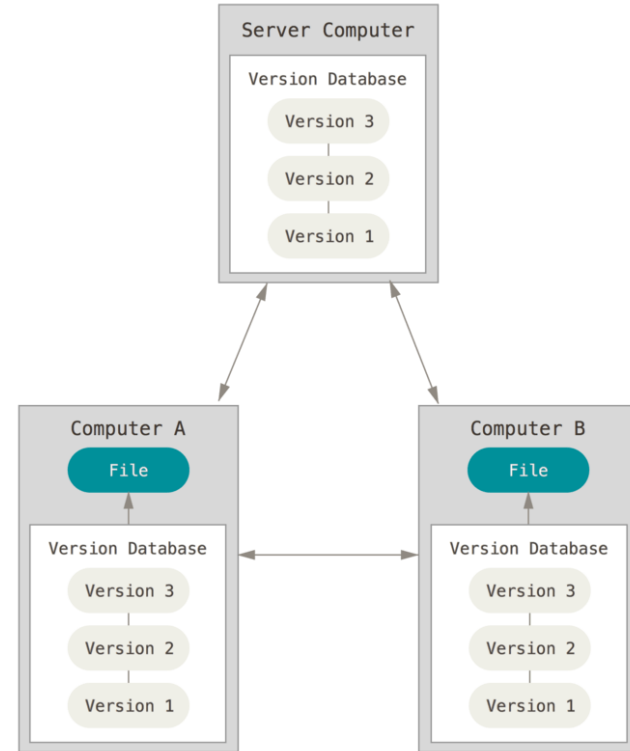 Server Computer
Version Database
Version 3
Version 2
Version 1
Computer A
File
Version Database
Version 3
Version 2
Version 1
Computer B
File
Version Database
Version 3
Version 2
Version 1